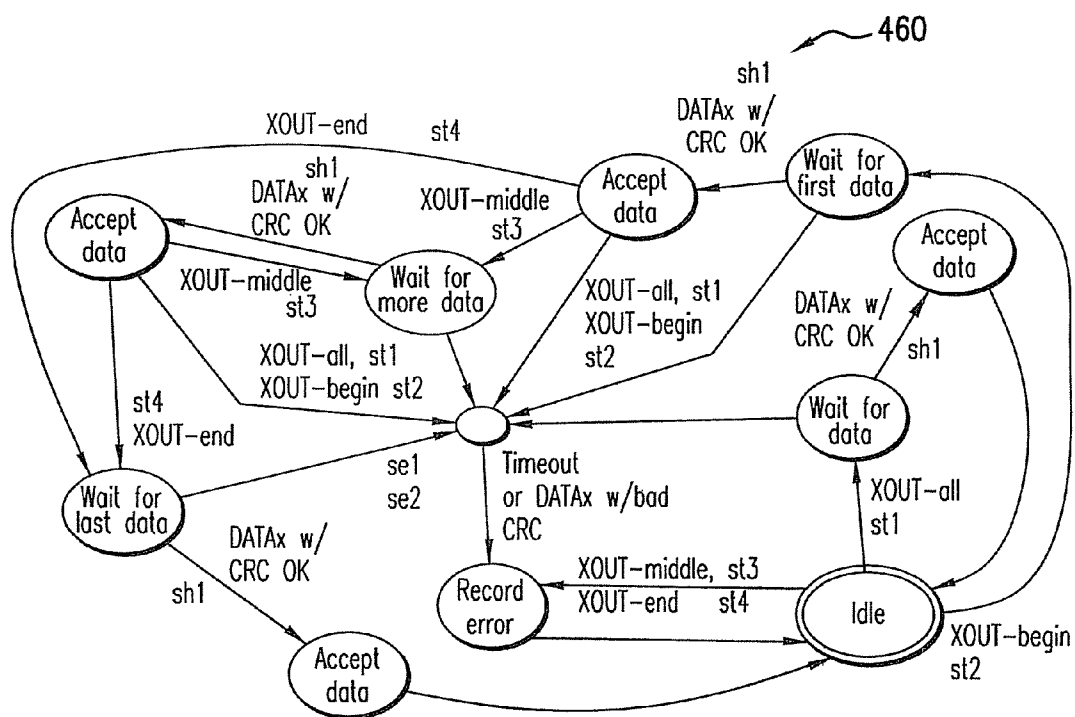 460
sh1
DATAx w/
CRC OK
XOUT-end st4
Wait for
first data
sh1
DATAx w/
CRC OK
XOUT-middle
st3
Accept
data
Accept
data
Accept
data
XOUT-middle
st3
Wait for
more data
XOUT-all, st1
XOUT-begin
st2
DATAx w/
CRC OK
sh1
XOUT-all, st1
XOUT-begin st2
Wait for
data
st4
XOUT-end
se1
se2
Timeout
or DATAx w/bad
CRC
XOUT-all
st1
Wait for
last data
DATAx w/
CRC OK
sh1
XOUT-middle, st3
XOUT-end st4
Record
error
Idle
XOUT-begin
st2
Accept
data